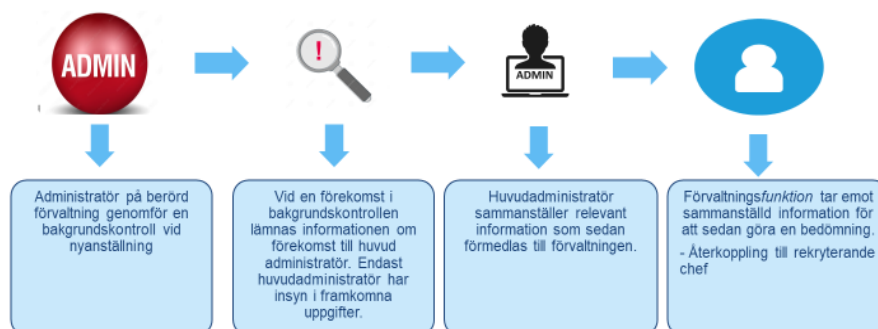 ADMIN
!
ADMIN
Administratör på berörd
förvaltning genomför en
bakgrundskontroll vid
nyanställning
Vid en förekomst i
bakgrundskontrollen
lämnas informationen om
förekomst till huvud
administratör. Endast
huvudadministratör har
insyn i framkomna
uppgifter.
Huvudadministratör
sammanställer relevant
information som sedan
förmedlas till förvaltningen.
Förvaltningsfunktion tar emot
sammanställd information för
att sedan göra en bedömning.
- Återkoppling till rekryterande
chef